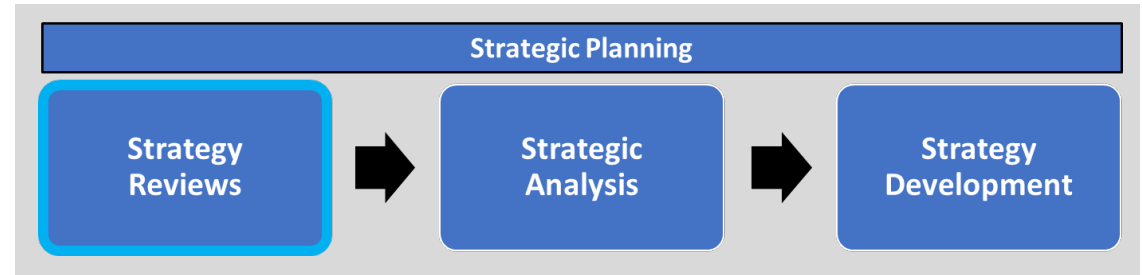 Strategic Planning
Strategy
Reviews
Strategic
Analysis
Strategy
Development